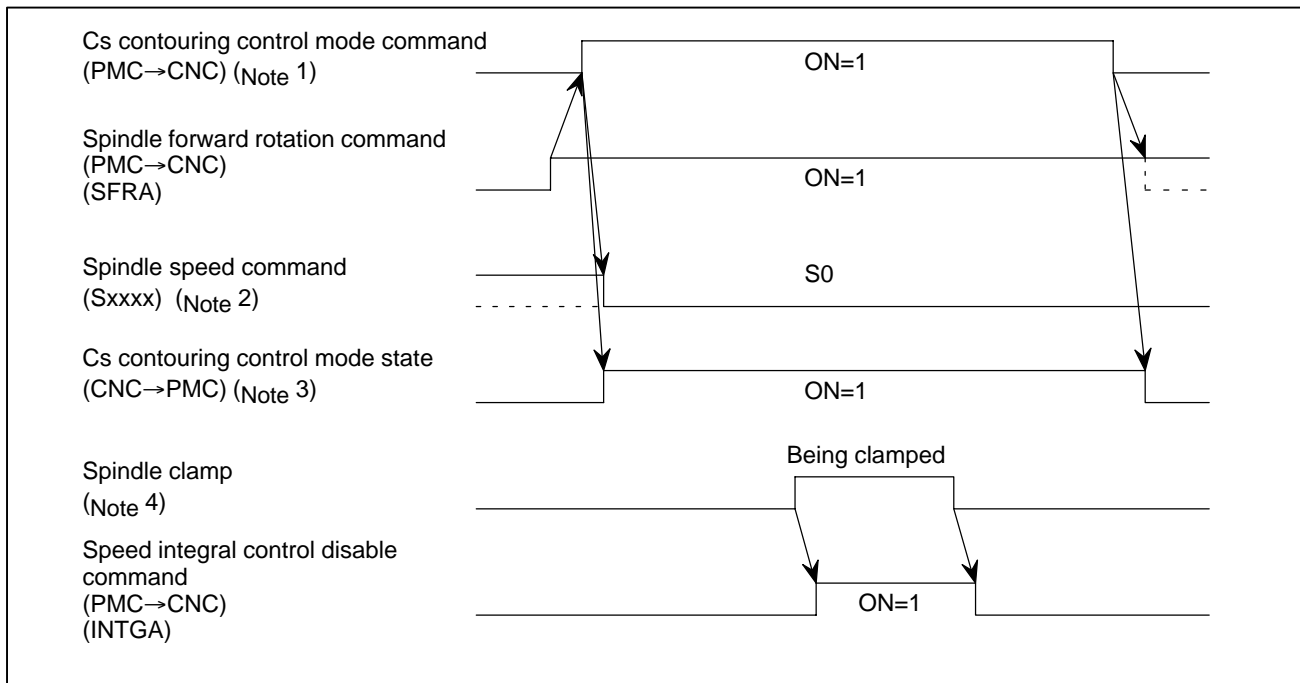 Cs contouring control mode command
(PMC→CNC) (Note 1)
ON=1
Spindle forward rotation command
(PMC→CNC)
(SFRA)
ON=1
Spindle speed command
(Sxxxx) (Note 2)
S0
Cs contouring control mode state
(CNC→PMC) (Note 3)
ON=1
Spindle clamp
(Note 4)
Being clamped
Speed integral control disable
command
(PMC→CNC)
(INTGA)
ON=1